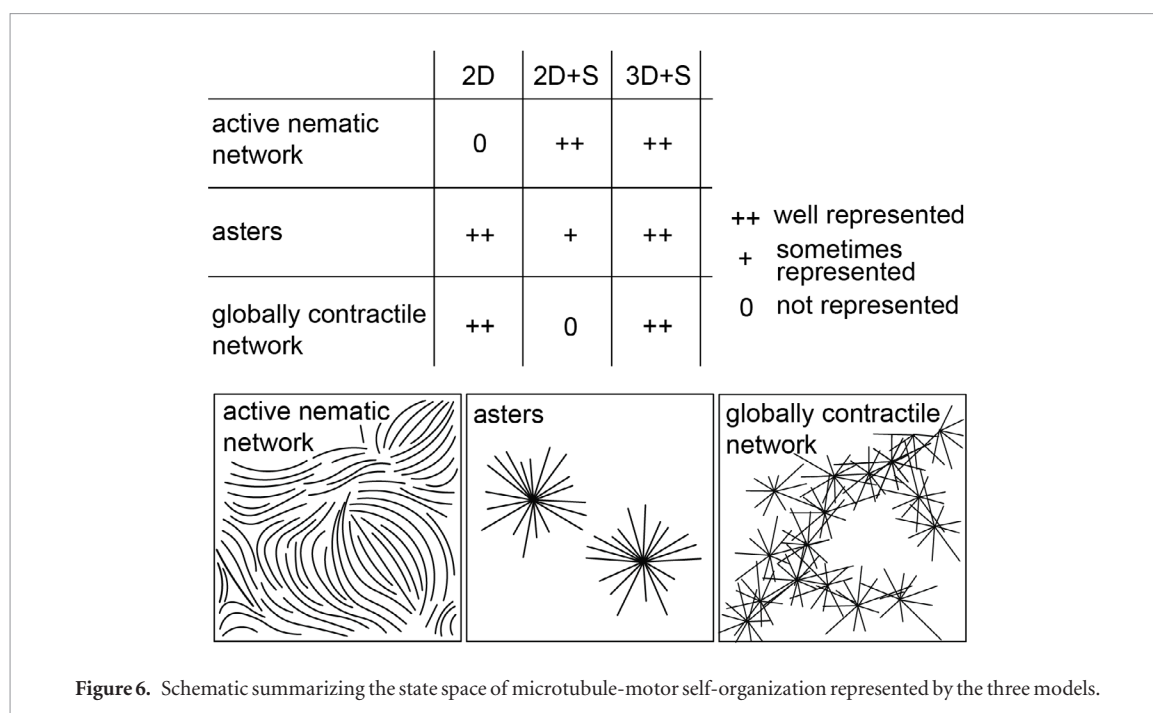 2D 2D+S 3D+S
active nematic
network 0 ++ ++
asters ++ + ++
globally contractile
network ++ 0 ++
++ well represented
+ sometimes
represented
0 not represented
active nematic
network
asters
globally contractile
network
Figure 6. Schematic summarizing the state space of microtubule-motor self-organization represented by the three models.